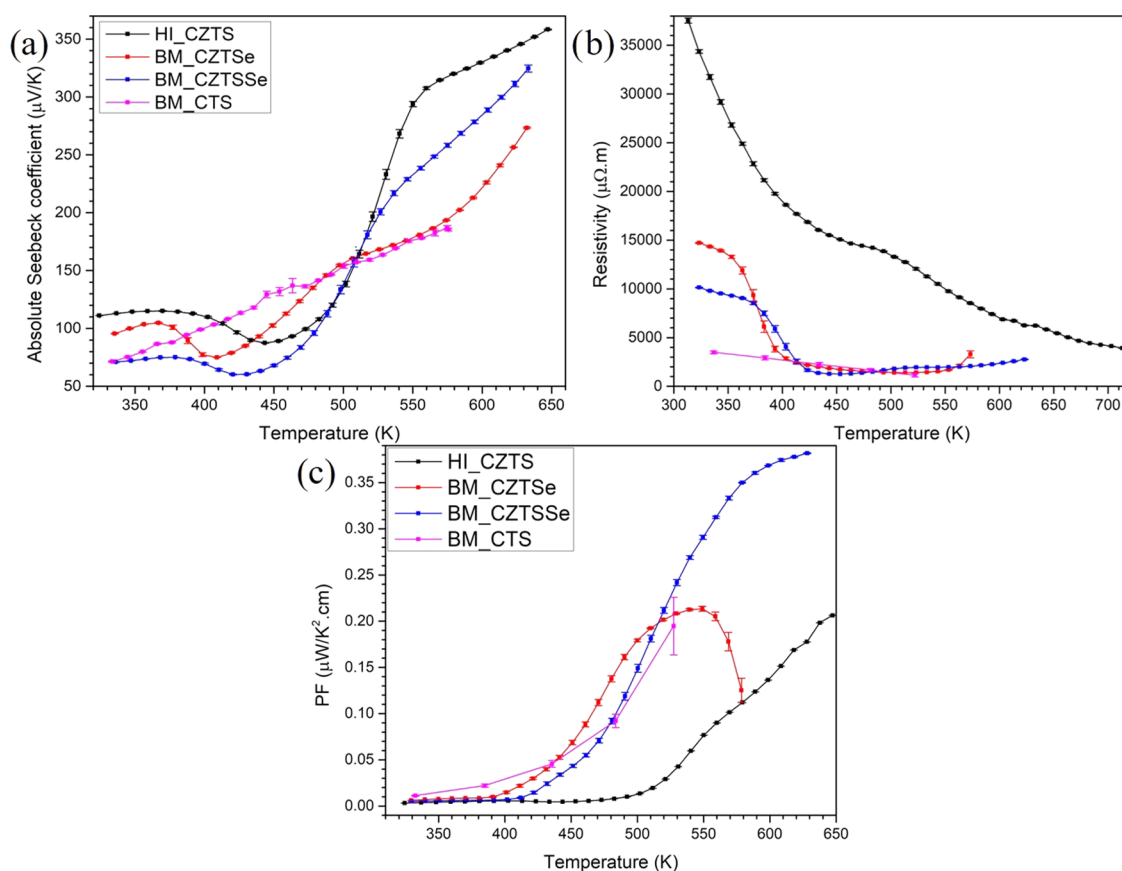 (a)
HI_CZTS
BM_CZTSe
BM_CZTSSe
BM_CTS
Absolute Seebeck coefficient (μV/K)
350
300
250
200
150
100
50
350 400 450 500 550 600 650
Temperature (K)
(b)
Resistivity (μΩ.m)
35000
30000
25000
20000
15000
10000
5000
0
300 350 400 450 500 550 600 650 700
Temperature (K)
(c)
HI_CZTS
BM_CZTSe
BM_CZTSSe
BM_CTS
PF (μW/K².cm)
0.35
0.30
0.25
0.20
0.15
0.10
0.05
0.00
350 400 450 500 550 600 650
Temperature (K)